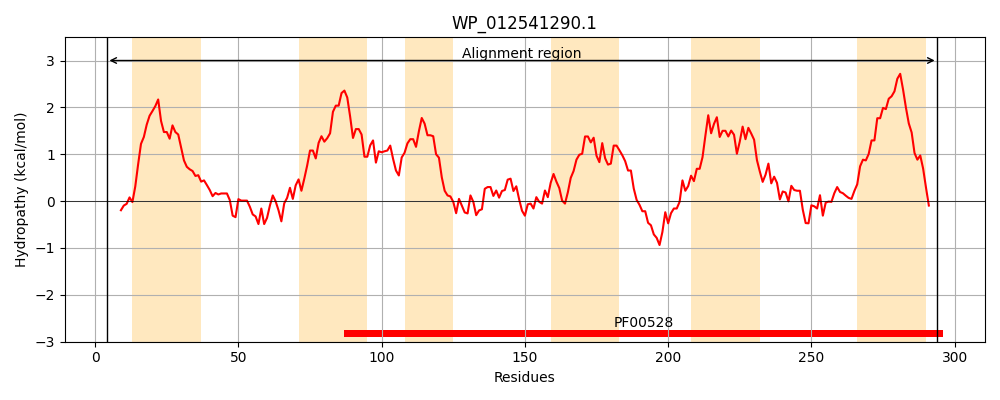 WP_012541290.1
Alignment region
3
2
1
0
−1
−2
−3
Hydropathy (kcal/mol)
PF00528
0 50 100 150 200 250 300
Residues